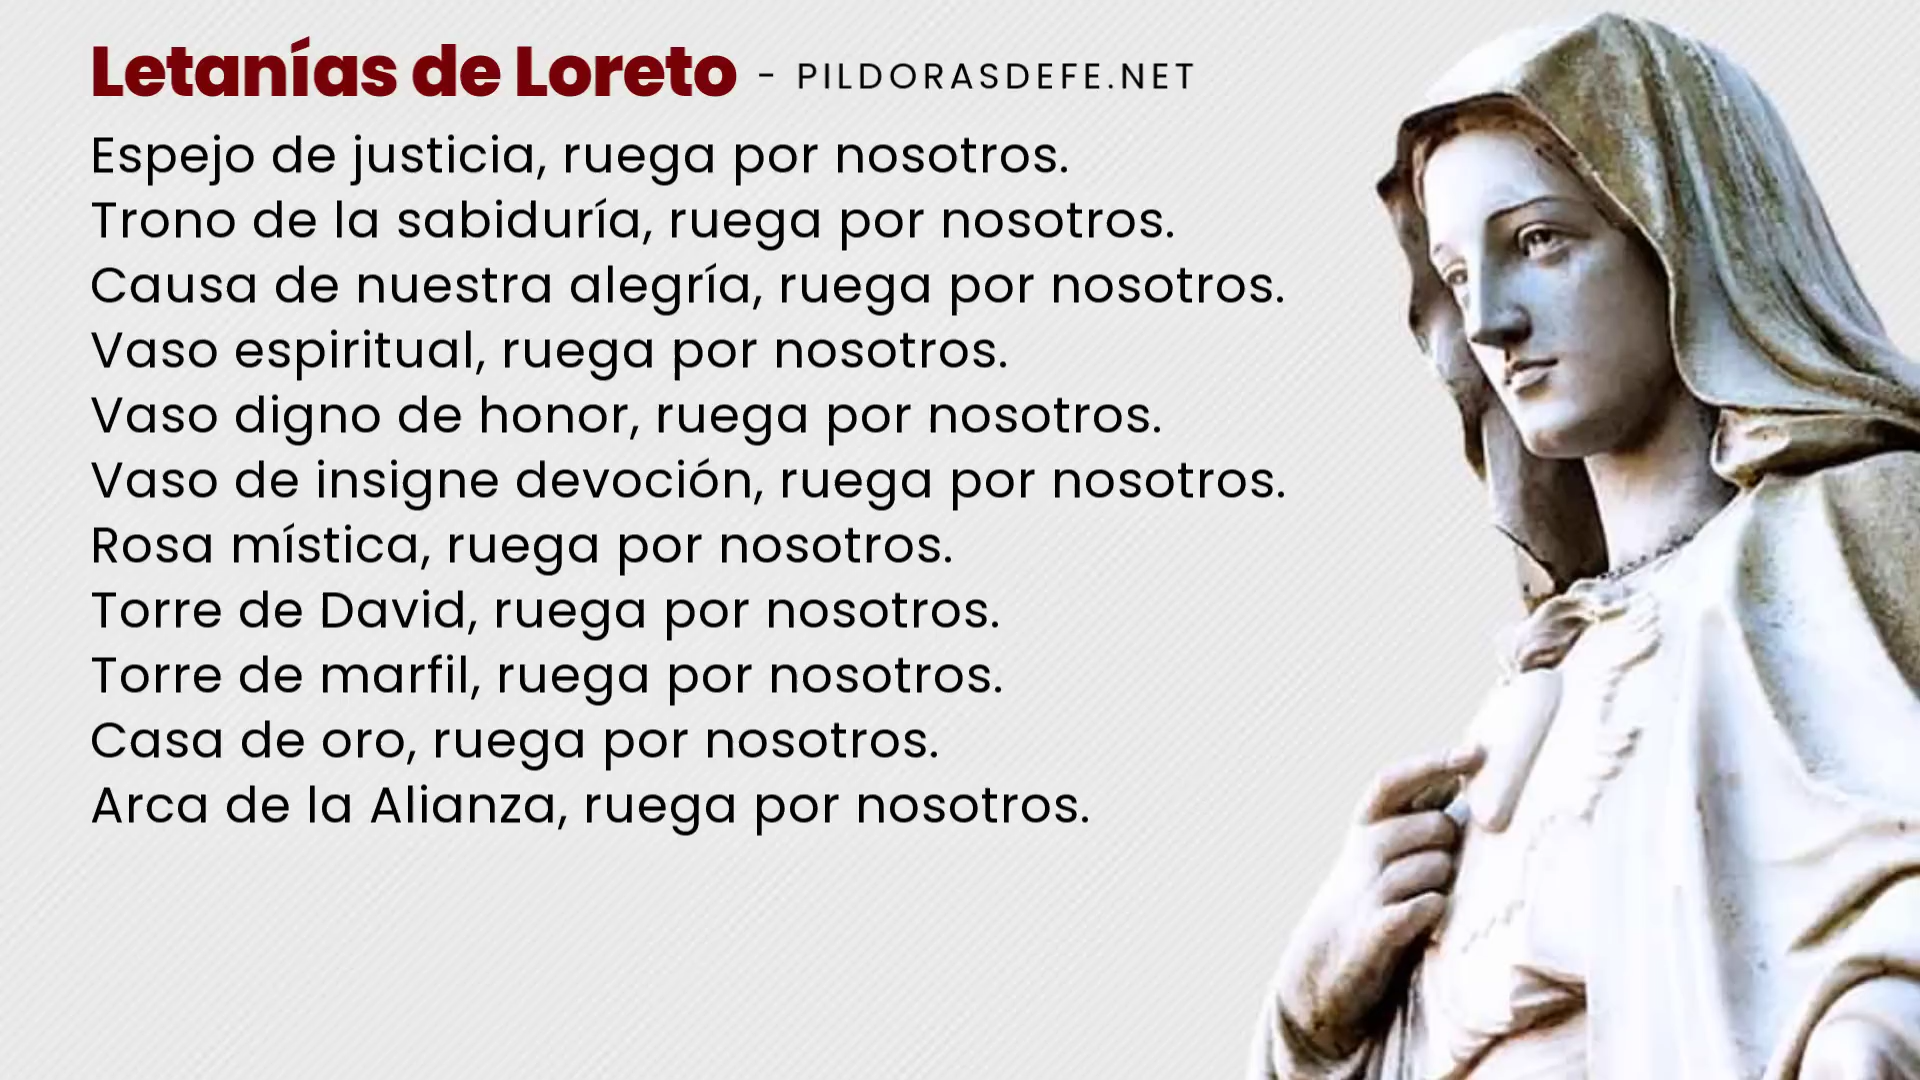 Letanías de Loreto - PILDORASDEFE.NET
Espejo de justicia, ruega por nosotros.
Trono de la sabiduría, ruega por nosotros.
Causa de nuestra alegría, ruega por nosotros.
Vaso espiritual, ruega por nosotros.
Vaso digno de honor, ruega por nosotros.
Vaso de insigne devoción, ruega por nosotros.
Rosa mística, ruega por nosotros.
Torre de David, ruega por nosotros.
Torre de marfil, ruega por nosotros.
Casa de oro, ruega por nosotros.
Arca de la Alianza, ruega por nosotros.